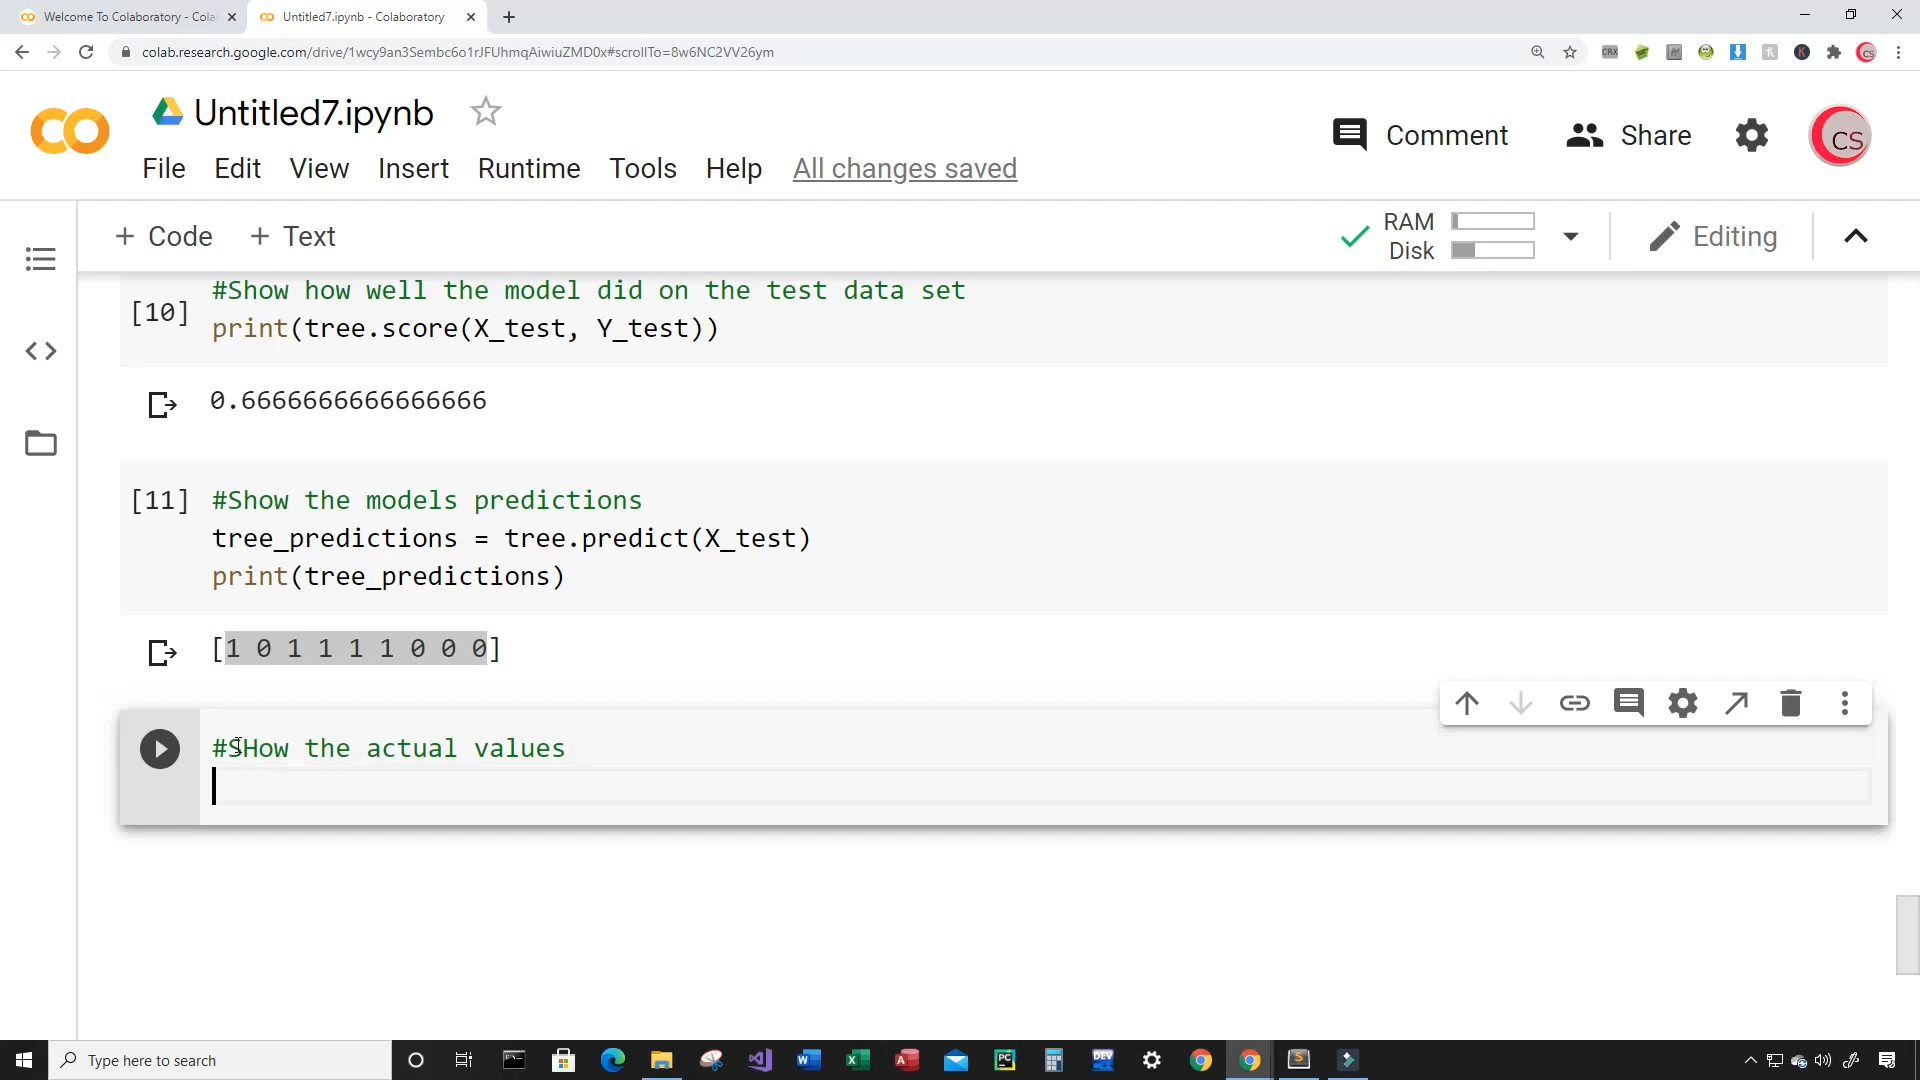 Welcome To Colaboratory - Cola
Untitled7.ipynb - Colaboratory
colab.research.google.com/drive/1wcy9an3Sembc6o1rJFUhmqAiwiuZMD0x#scrollTo=8w6NC2VV26ym
Untitled7.ipynb
Comment
Share
CS
File Edit View Insert Runtime Tools Help All changes saved
+ Code + Text
RAM
Disk
Editing
[10]
#Show how well the model did on the test data set
print(tree.score(X_test, Y_test))
0.6666666666666666
[11]
#Show the models predictions
tree_predictions = tree.predict(X_test)
print(tree_predictions)
[1 0 1 1 1 1 0 0 0]
#SHow the actual values
Type here to search